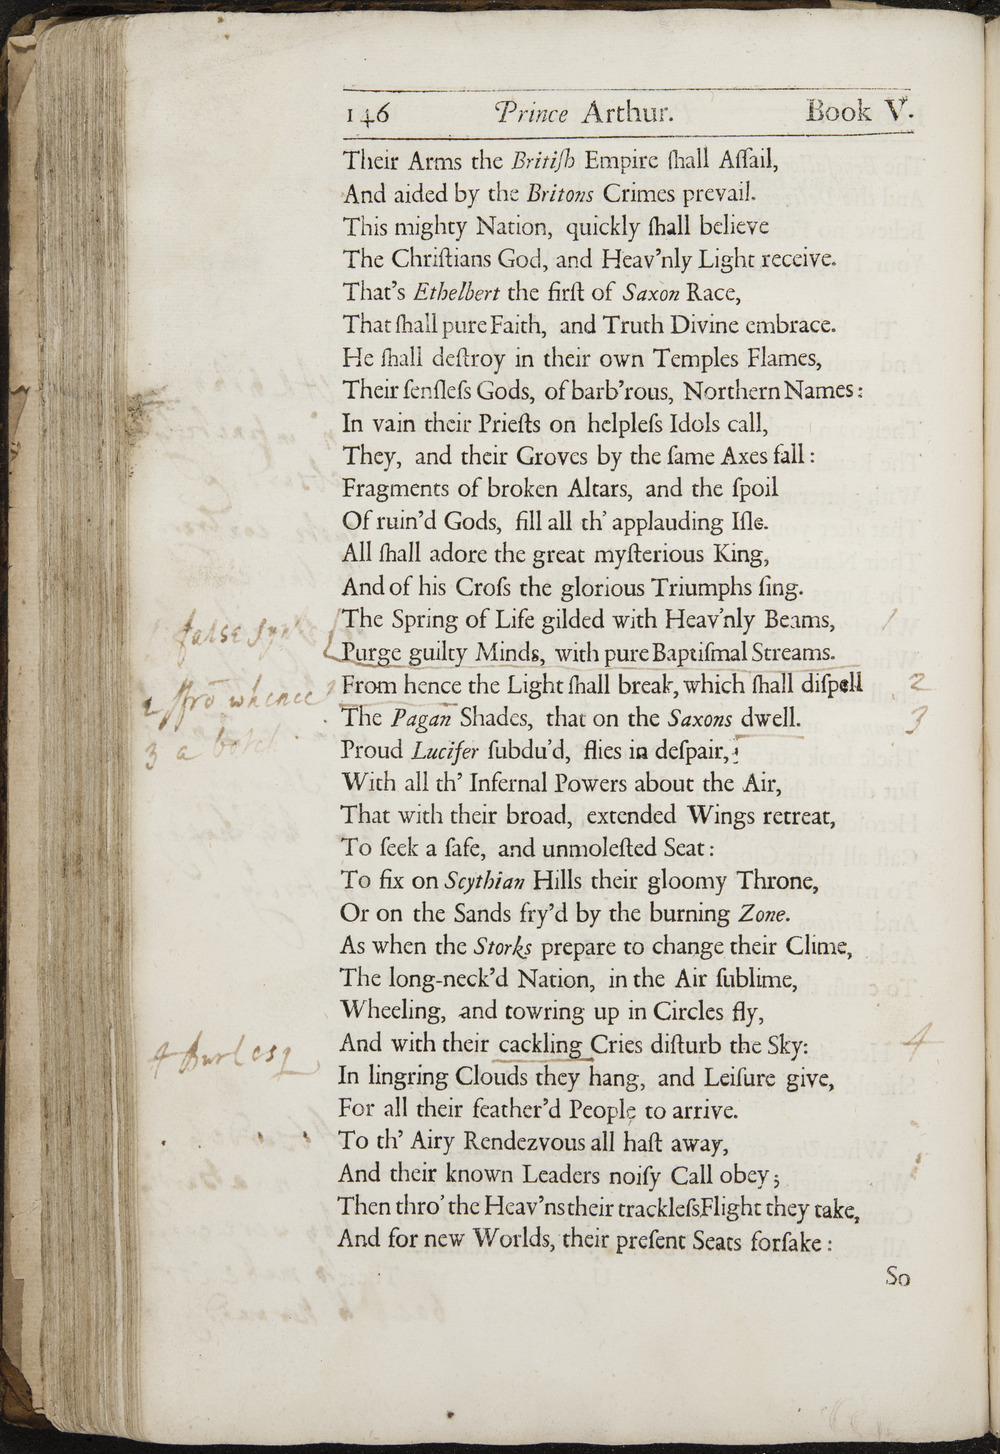 146 Prince Arthur. Book V.
Their Arms the Britiſh Empire ſhall Aſſail,
And aided by the Britons Crimes prevail.
This mighty Nation, quickly ſhall believe
The Chriſtians God, and Heav’nly Light receive.
That’s Ethelbert the firſt of Saxon Race,
That ſhall pure Faith, and Truth Divine embrace.
He ſhall deſtroy in their own Temples Flames,
Their ſenſleſs Gods, of barb’rous, Northern Names:
In vain their Prieſts on helpleſs Idols call,
They, and their Groves by the ſame Axes fall:
Fragments of broken Altars, and the ſpoil
Of ruin’d Gods, fill all th’ applauding Iſle.
All ſhall adore the great myſterious King,
And of his Croſs the glorious Triumphs ſing.
The Spring of Life gilded with Heav’nly Beams, 1
false
Purge guilty Minds, with pure Baptiſmal Streams.
From hence the Light ſhall break, which ſhall diſpell 2
2 frō whence
The Pagan Shades, that on the Saxons dwell. 3
3 a botch
Proud Lucifer ſubdu’d, flies in deſpair,
With all th’ Infernal Powers about the Air,
That with their broad, extended Wings retreat,
To ſeek a ſafe, and unmoleſted Seat:
To fix on Scythian Hills their gloomy Throne,
Or on the Sands fry’d by the burning Zone.
As when the Storks prepare to change their Clime,
The long-neck’d Nation, in the Air ſublime,
Wheeling, and towring up in Circles fly,
And with their cackling Cries diſturb the Sky: 4
4 Burlesq
In lingring Clouds they hang, and Leiſure give,
For all their feather’d People to arrive.
To th’ Airy Rendezvous all haſt away,
And their known Leaders noiſy Call obey;
Then thro’ the Heav’ns their trackleſs Flight they take,
And for new Worlds, their preſent Seats forſake:
So